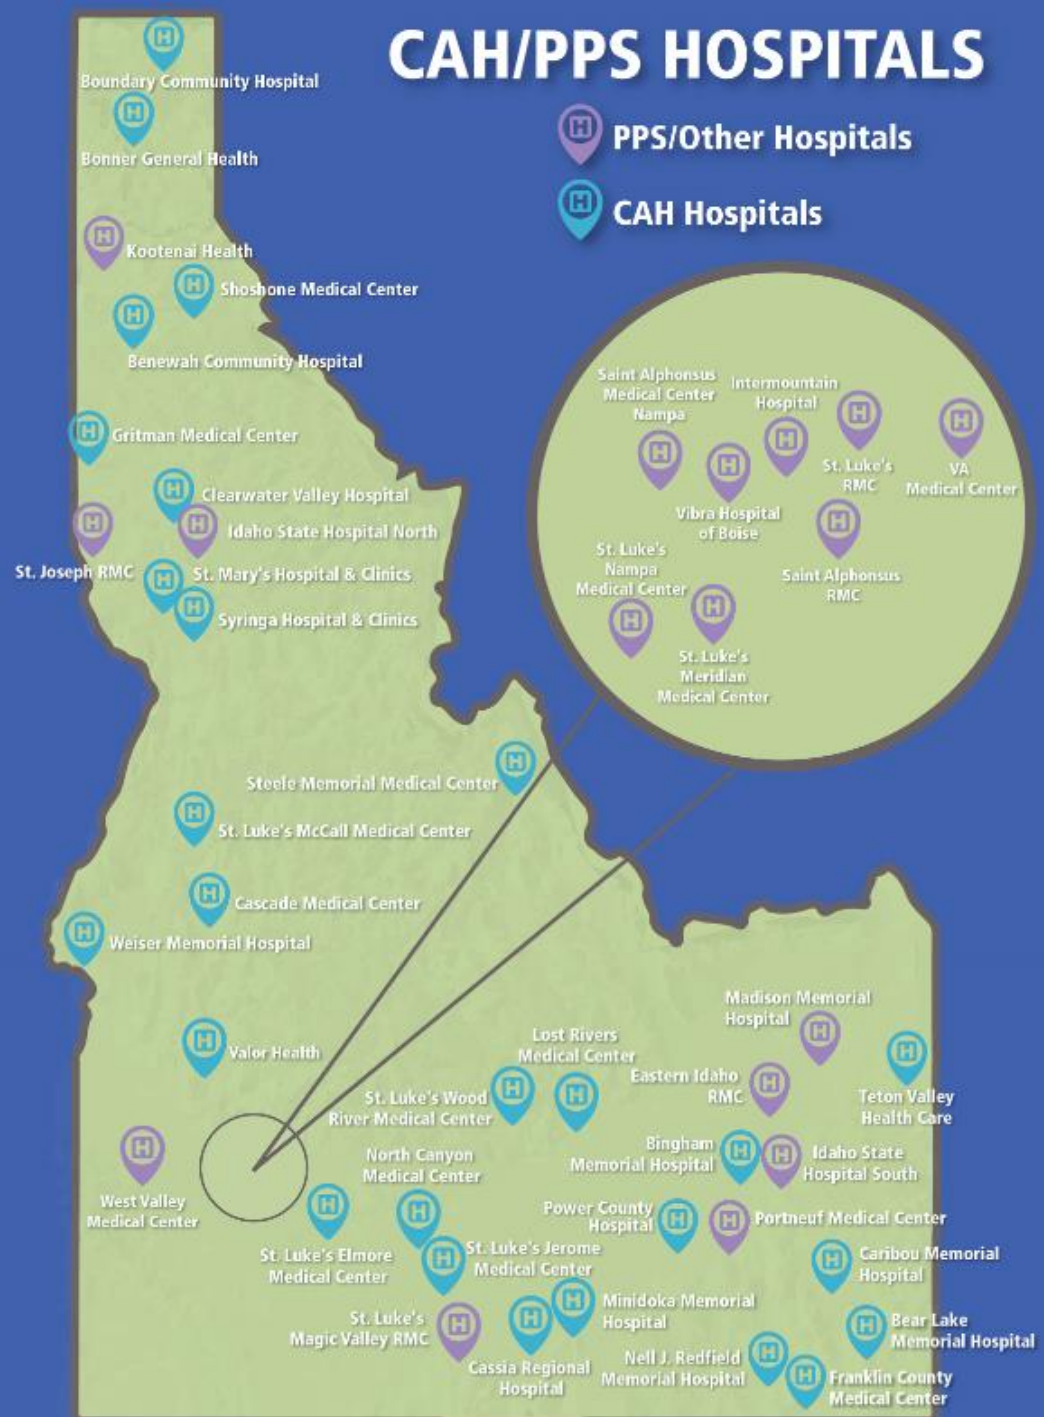 CAH/PPS HOSPITALS
PPS/Other Hospitals
CAH Hospitals
Boundary Community Hospital
Bonner General Health
Kootenai Health
Shoshone Medical Center
Benewah Community Hospital
Gritman Medical Center
Clearwater Valley Hospital
Idaho State Hospital North
St. Joseph RMC
St. Mary's Hospital & Clinics
Syringa Hospital & Clinics
Saint Alphonsus
Medical Center
Nampa
Intermountain
Hospital
St. Luke's
RMC
VA
Medical Center
Vibra Hospital
of Boise
Saint Alphonsus
RMC
St. Luke's
Nampa
Medical Center
St. Luke's
Meridian
Medical Center
Steele Memorial Medical Center
St. Luke's McCall Medical Center
Cascade Medical Center
Weiser Memorial Hospital
Valor Health
Madison Memorial
Hospital
Lost Rivers
Medical Center
Eastern Idaho
RMC
Teton Valley
Health Care
St. Luke's Wood
River Medical Center
Bingham
Memorial Hospital
Idaho State
Hospital South
North Canyon
Medical Center
West Valley
Medical Center
Power County
Hospital
Portneuf Medical Center
St. Luke's Elmore
Medical Center
St. Luke's Jerome
Medical Center
Caribou Memorial
Hospital
St. Luke's
Magic Valley RMC
Minidoka Memorial
Hospital
Bear Lake
Memorial Hospital
Cassia Regional
Hospital
Nell J. Redfield
Memorial Hospital
Franklin County
Medical Center